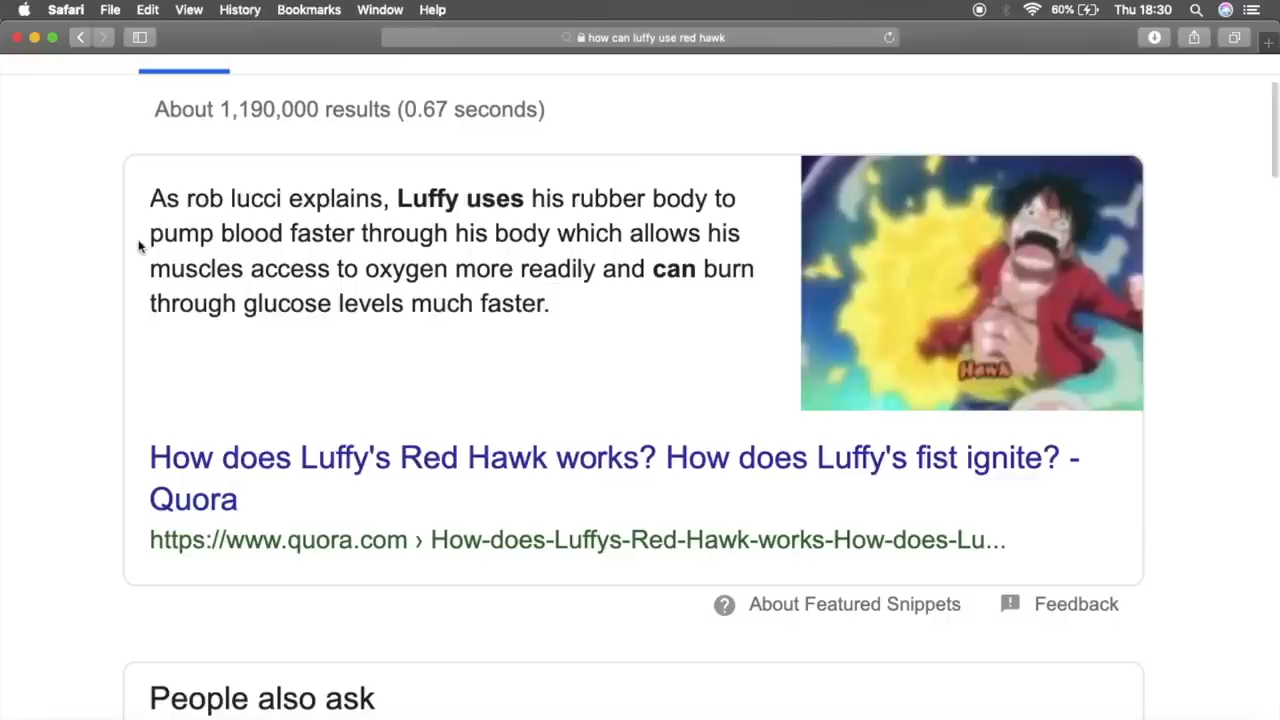 Safari File Edit View History Bookmarks Window Help 60% Thu 18:30
how can luffy use red hawk
About 1,190,000 results (0.67 seconds)
As rob lucci explains, Luffy uses his rubber body to
pump blood faster through his body which allows his
muscles access to oxygen more readily and can burn
through glucose levels much faster.
Hawk
How does Luffy's Red Hawk works? How does Luffy's fist ignite? -
Quora
https://www.quora.com › How-does-Luffys-Red-Hawk-works-How-does-Lu...
About Featured Snippets Feedback
People also ask